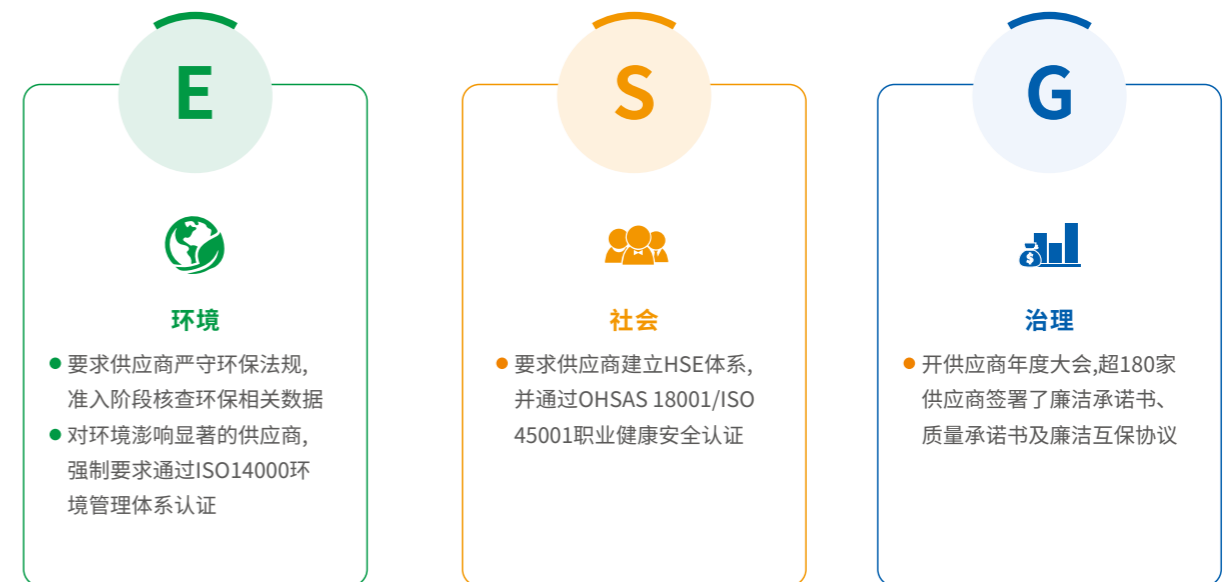 E
环境
要求供应商严守环保法规,
准入阶段核查环保相关数据
对环境澎响显著的供应商,
强制要求通过ISO14000环
境管理体系认证
S
社会
要求供应商建立HSE体系,
并通过OHSAS 18001/ISO
45001职业健康安全认证
G
$
治理
开供应商年度大会,超180家
供应商签署了廉洁承诺书、
质量承诺书及廉洁互保协议